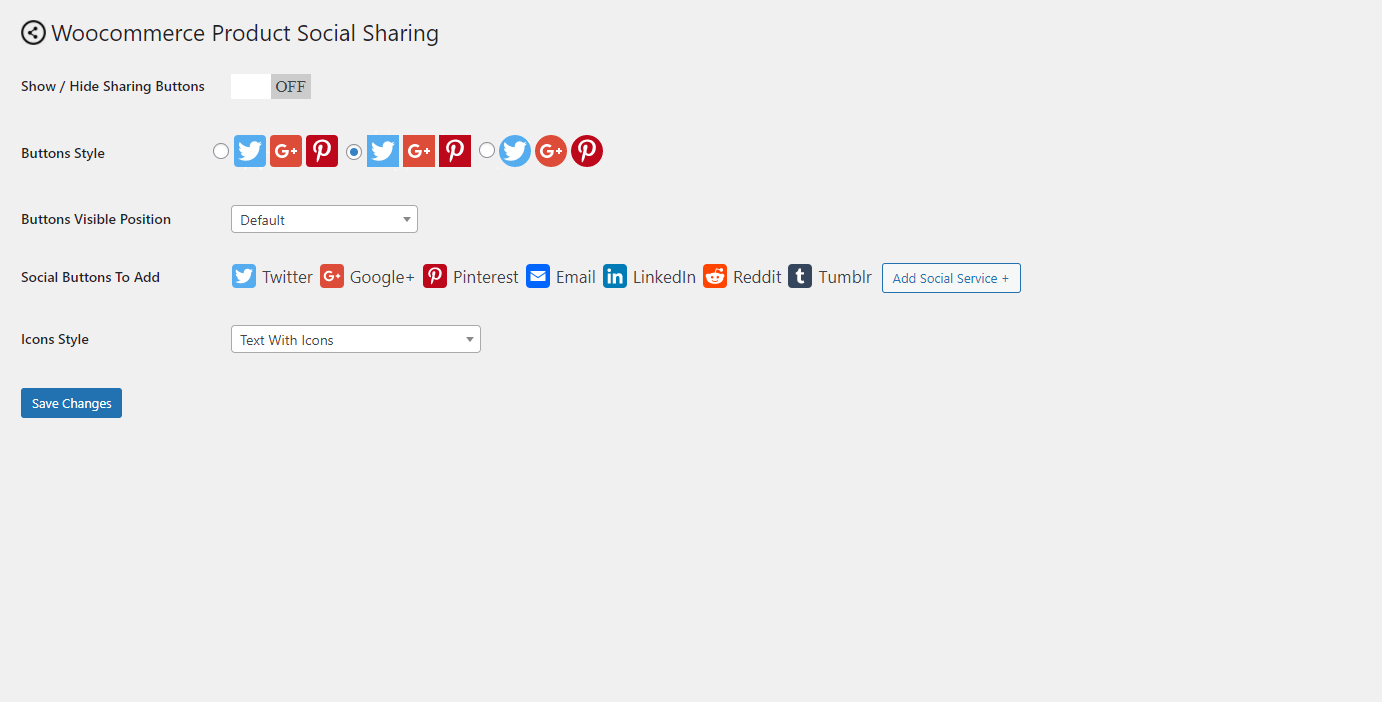 Woocommerce Product Social Sharing
Show / Hide Sharing Buttons OFF
Buttons Style G+ G+ G+
Buttons Visible Position Default
Social Buttons To Add Twitter G+ Google+ Pinterest Email in LinkedIn Reddit t Tumblr Add Social Service +
Icons Style Text With Icons
Save Changes